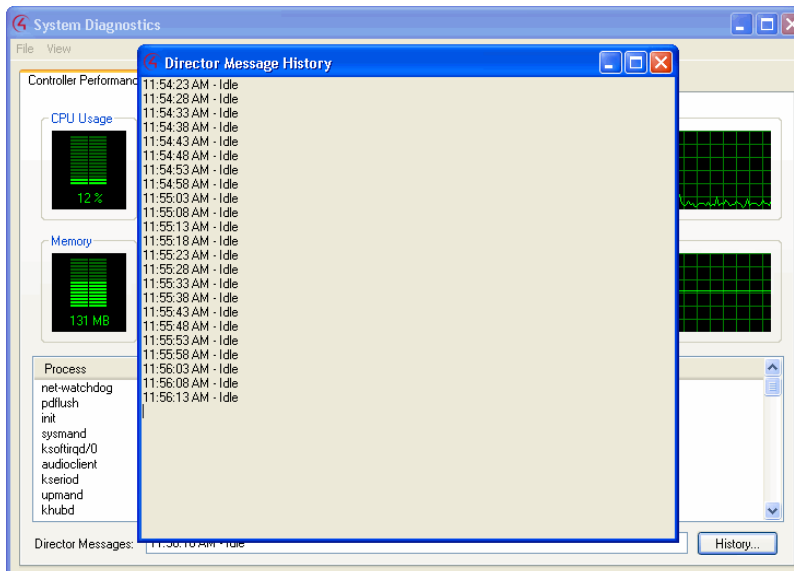 System Diagnostics
File View
Director Message History
Controller Performanc
11:54:23 AM - Idle
11:54:28 AM - Idle
11:54:33 AM - Idle
11:54:38 AM - Idle
11:54:43 AM - Idle
11:54:48 AM - Idle
11:54:53 AM - Idle
11:54:58 AM - Idle
11:55:03 AM - Idle
11:55:08 AM - Idle
11:55:13 AM - Idle
11:55:18 AM - Idle
11:55:23 AM - Idle
11:55:28 AM - Idle
11:55:33 AM - Idle
11:55:38 AM - Idle
11:55:43 AM - Idle
11:55:48 AM - Idle
11:55:53 AM - Idle
11:55:58 AM - Idle
11:56:03 AM - Idle
11:56:08 AM - Idle
11:56:13 AM - Idle
CPU Usage
12 %
Memory
131 MB
Process
net-watchdog
pdflush
init
sysmand
ksoftirqd/0
audioclient
kseriod
upmand
khubd
Director Messages:
AM - Idle
History...